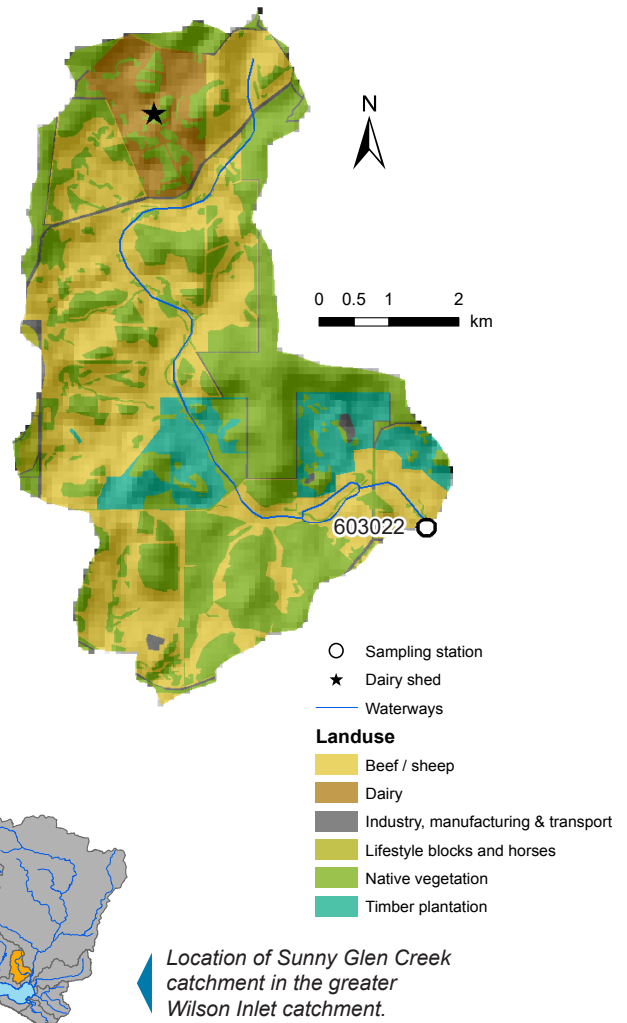 N
0 0.5 1 2
km
603022
Sampling station
Dairy shed
Waterways
Landuse
Beef / sheep
Dairy
Industry, manufacturing & transport
Lifestyle blocks and horses
Native vegetation
Timber plantation
Location of Sunny Glen Creek
catchment in the greater
Wilson Inlet catchment.